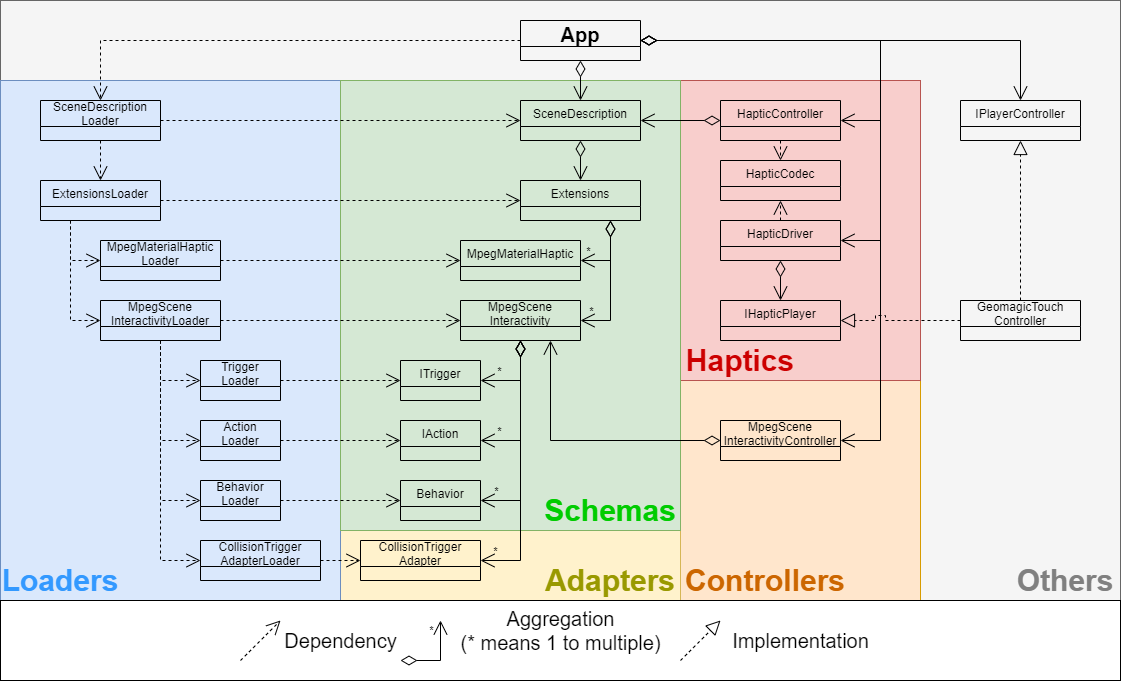 App
SceneDescription
Loader
SceneDescription
HapticController
IPlayerController
HapticCodec
ExtensionsLoader
Extensions
HapticDriver
MpegMaterialHaptic
Loader
MpegMaterialHaptic
*
MpegScene
InteractivityLoader
MpegScene
Interactivity
*
IHapticPlayer
GeomagicTouch
Controller
Haptics
Trigger
Loader
ITrigger
*
Action
Loader
IAction
*
MpegScene
InteractivityController
Behavior
Loader
Behavior
*
Schemas
CollisionTrigger
AdapterLoader
CollisionTrigger
Adapter
*
Loaders
Adapters
Controllers
Others
Dependency
*
Aggregation
(* means 1 to multiple)
Implementation